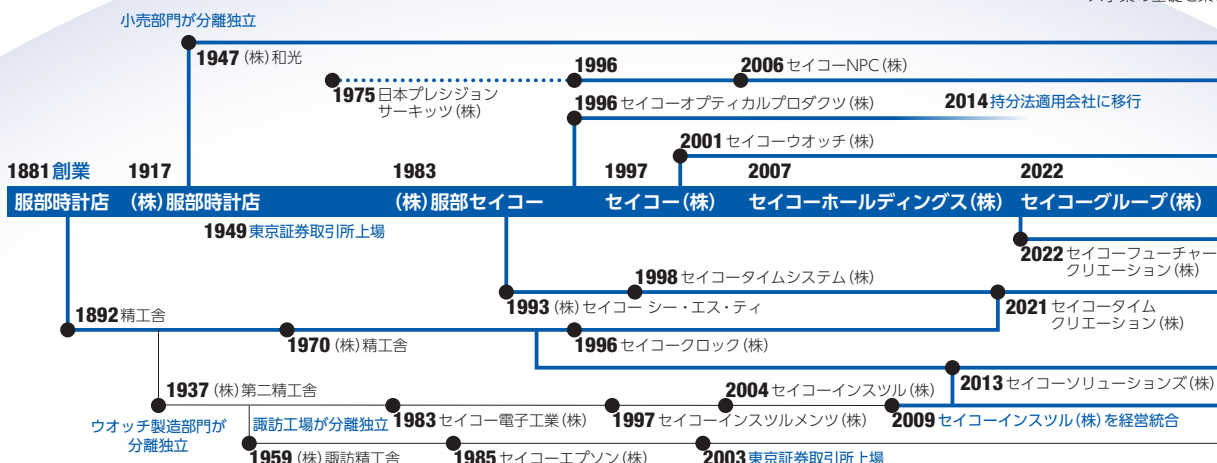 小売部門が分離独立
1947 (株)和光
1996
2006 セイコーNPC(株)
1975 日本プレシジョン
サーキッツ(株)
1996 セイコーオプティカルプロダクツ(株)
2014 持分法適用会社に移行
2001 セイコーウオッチ(株)
1881 創業
1917
1983
1997
2007
2022
服部時計店
(株)服部時計店
(株)服部セイコー
セイコー(株)
セイコーホールディングス(株)
セイコーグループ(株)
1949 東京証券取引所上場
2022 セイコーフューチャー
クリエーション(株)
1998 セイコータイムシステム(株)
1993 (株)セイコー シー・エス・ティ
2021 セイコータイム
クリエーション(株)
1892 精工舎
1970 (株)精工舎
1996 セイコークロック(株)
2013 セイコーソリューションズ(株)
1937 (株)第二精工舎
2004 セイコーインスツル(株)
ウオッチ製造部門が
分離独立
諏訪工場が分離独立
1983 セイコー電子工業(株)
1997 セイコーインスツルメンツ(株)
2009 セイコーインスツル(株)を経営統合
1959 (株)諏訪精工舎
1985 セイコーエプソン(株)
2003 東京証券取引所上場